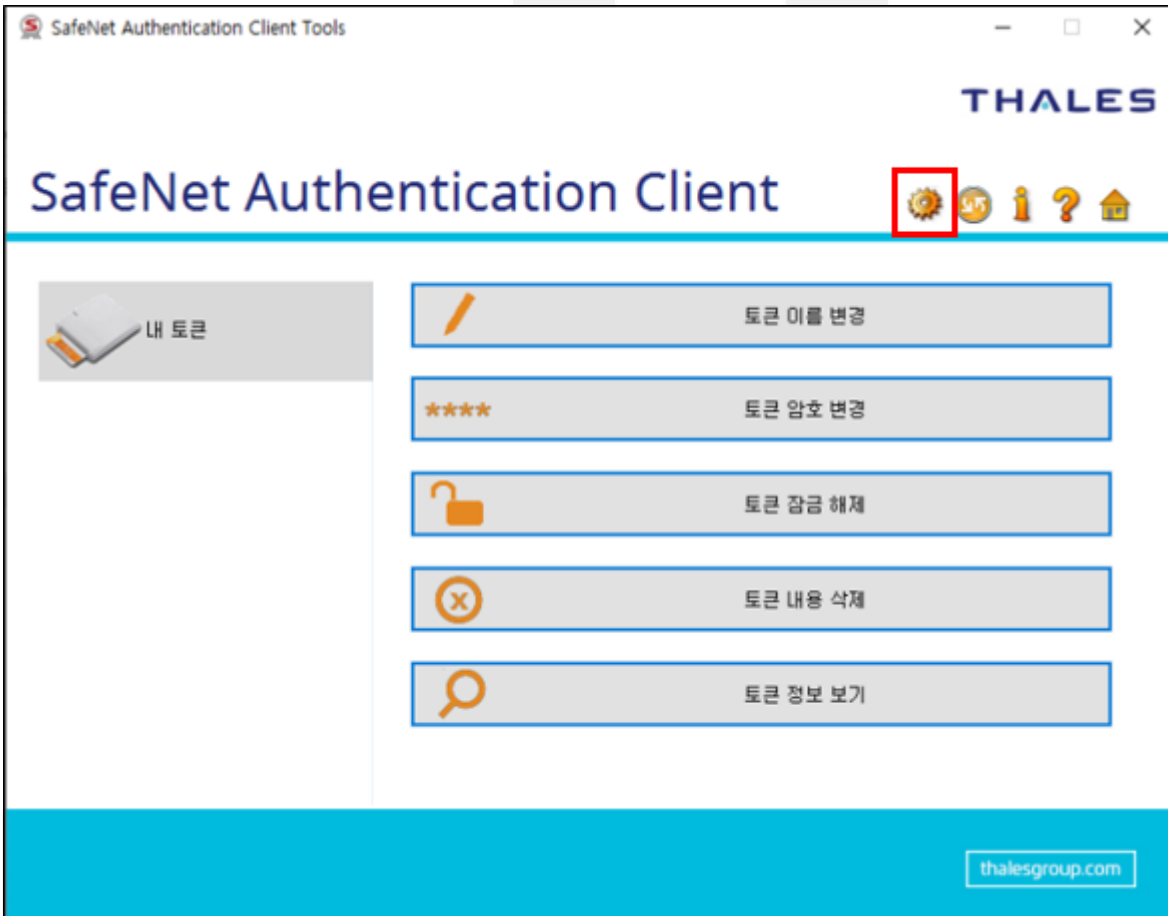 SafeNet Authentication Client Tools
THALES
SafeNet Authentication Client
내 토큰
토큰 이름 변경
**** 토큰 암호 변경
토큰 잠금 해제
토큰 내용 삭제
토큰 정보 보기
thalesgroup.com